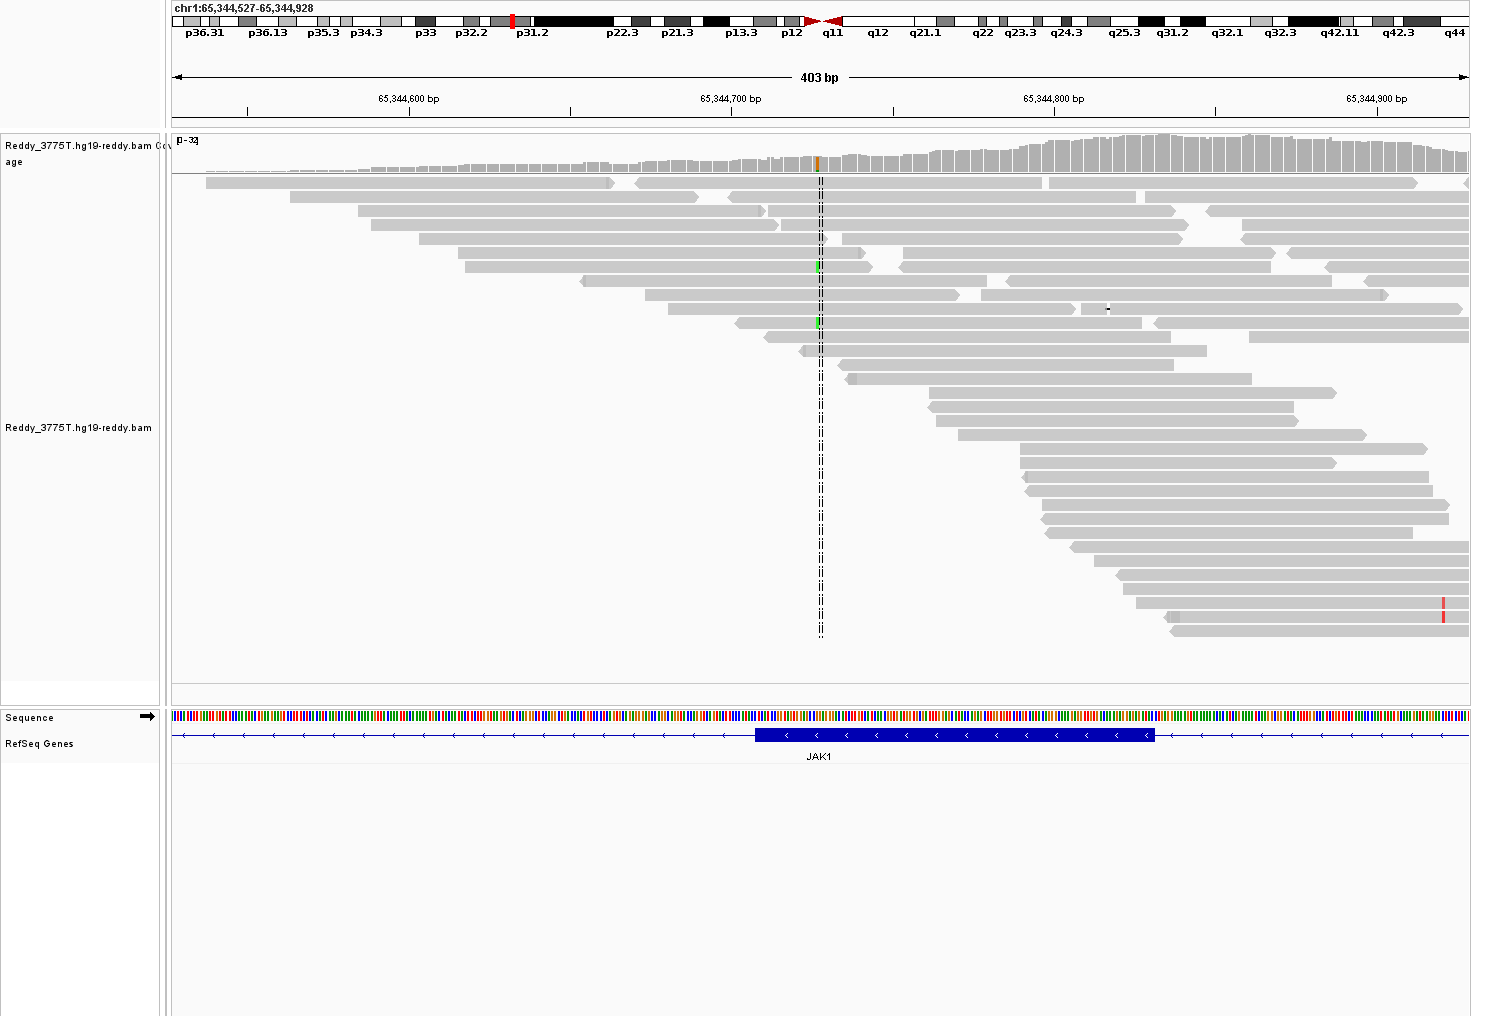 chr1:65,344,527-65,344,928
p36.31 p36.13 p35.3 p34.3 p33 p32.2 p31.2 p22.3 p21.3 p13.3 p12 q11 q12 q21.1 q22 q23.3 q24.3 q25.3 q31.2 q32.1 q32.3 q42.11 q42.3 q44
403 bp
65,344,600 bp 65,344,700 bp 65,344,800 bp 65,344,900 bp
[0 - 32]
Reddy_3775T.hg19-reddy.bam Cov
age
Reddy_3775T.hg19-reddy.bam
Sequence
RefSeq Genes
JAK1